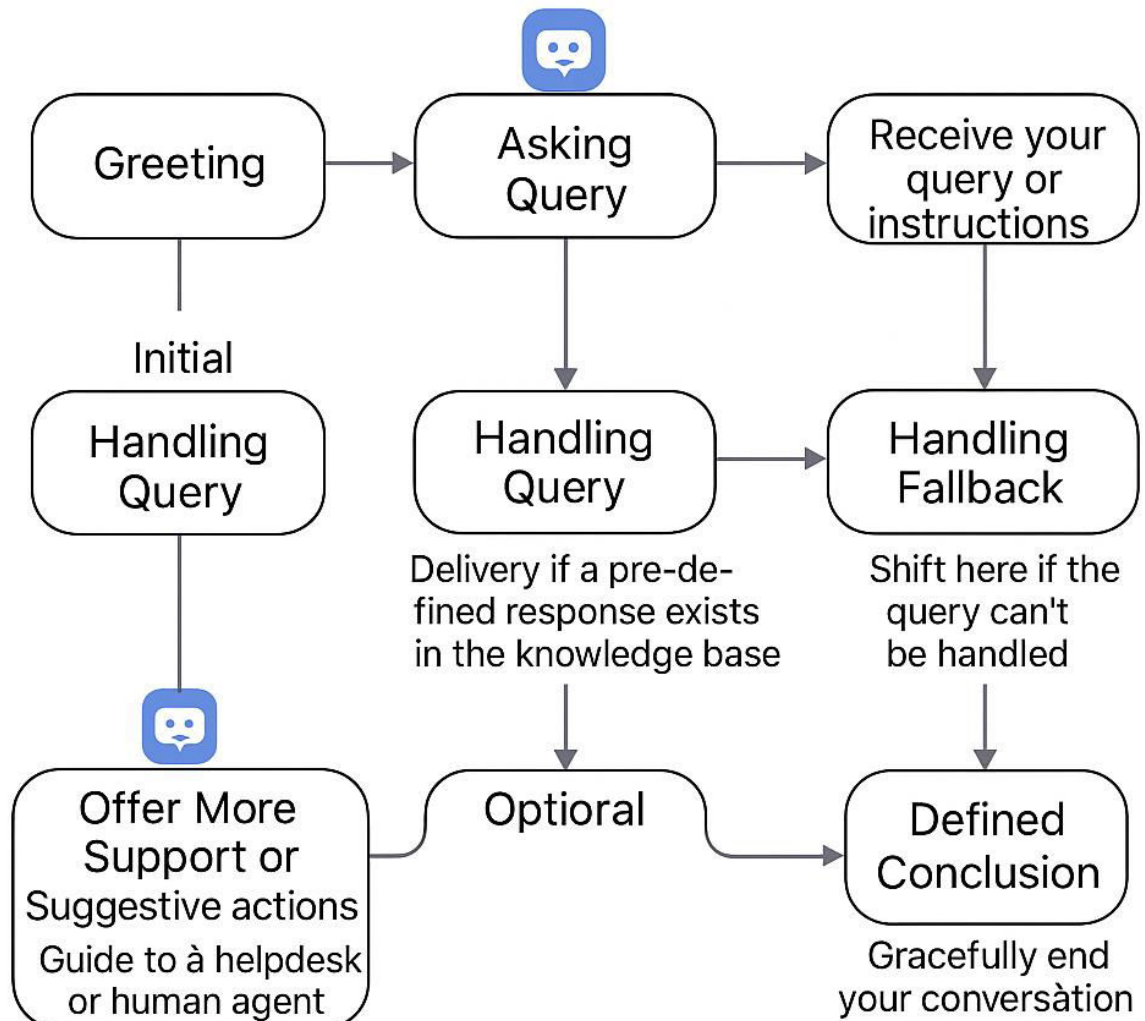 Greeting
Asking
Query
Receive your
query or
instructions
Initial
Handling
Query
Handling
Query
Handling
Fallback
Delivery if a pre-de-
fined response exists
in the knowledge base
Shift here if the
query can't
be handled
Offer More
Support or
Suggestive actions
Guide to à helpdesk
or human agent
Optioral
Defined
Conclusion
Gracefully end
your conversàtion